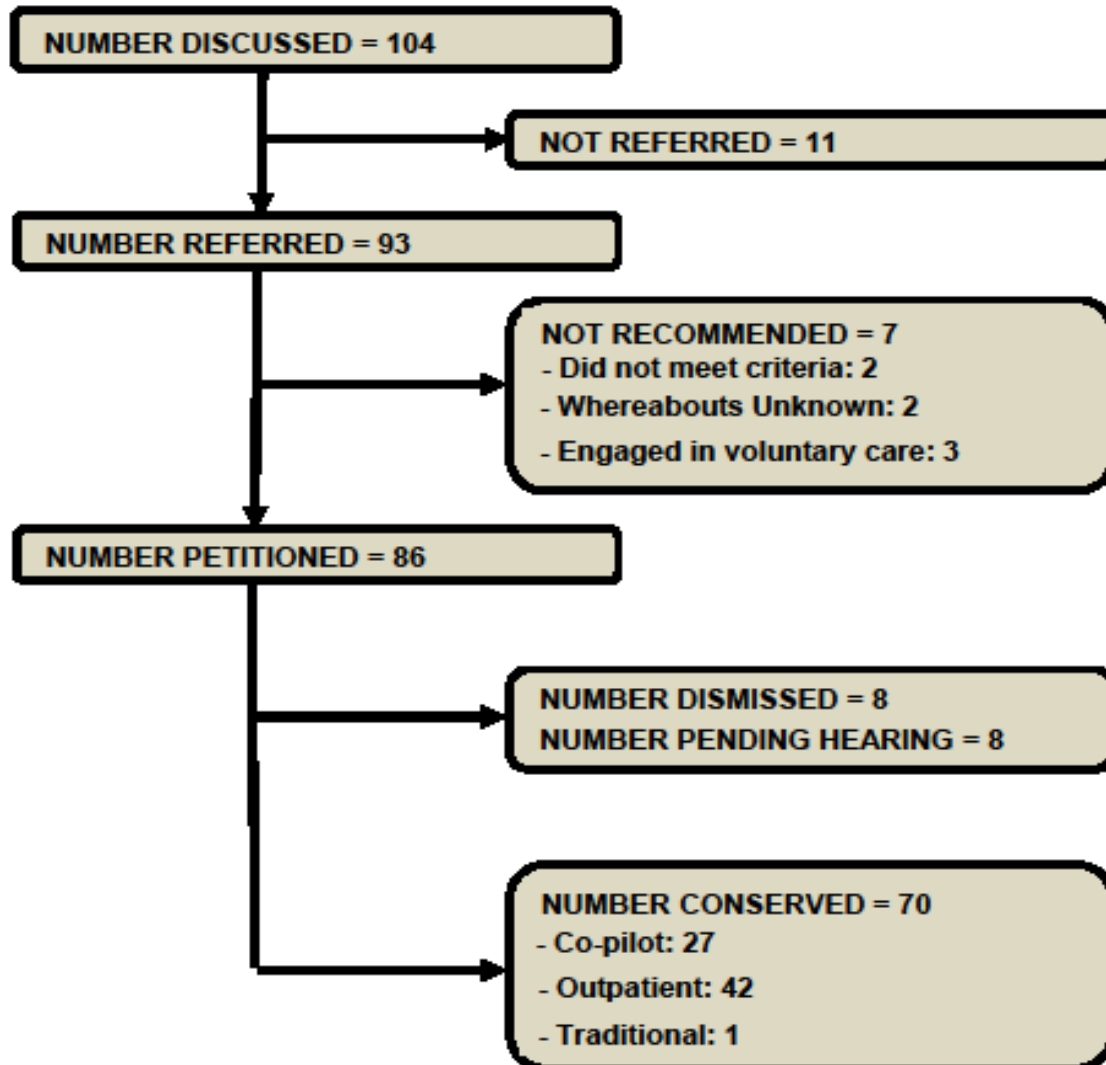 NUMBER DISCUSSED = 104
NOT REFERRED = 11
NUMBER REFERRED = 93
NOT RECOMMENDED = 7
- Did not meet criteria: 2
- Whereabouts Unknown: 2
- Engaged in voluntary care: 3
NUMBER PETITIONED = 86
NUMBER DISMISSED = 8
NUMBER PENDING HEARING = 8
NUMBER CONSERVED = 70
- Co-pilot: 27
- Outpatient: 42
- Traditional: 1